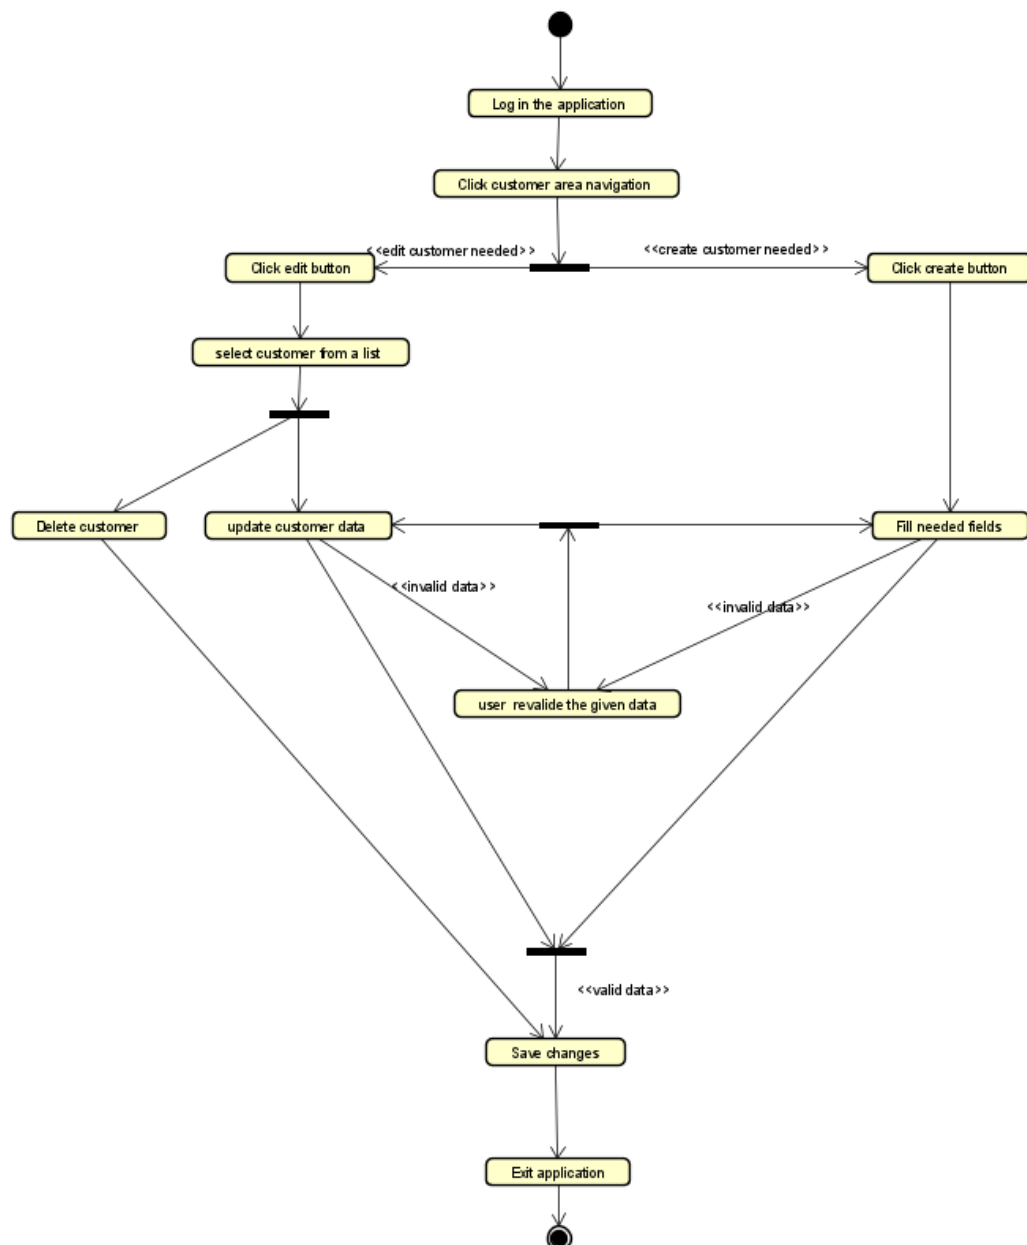 Log in the application
Click customer area navigation
<<edit customer needed>>
<<create customer needed>>
Click edit button
Click create button
select customer from a list
Delete customer
update customer data
Fill needed fields
<<invalid data>>
<<invalid data>>
user revalide the given data
<<valid data>>
Save changes
Exit application